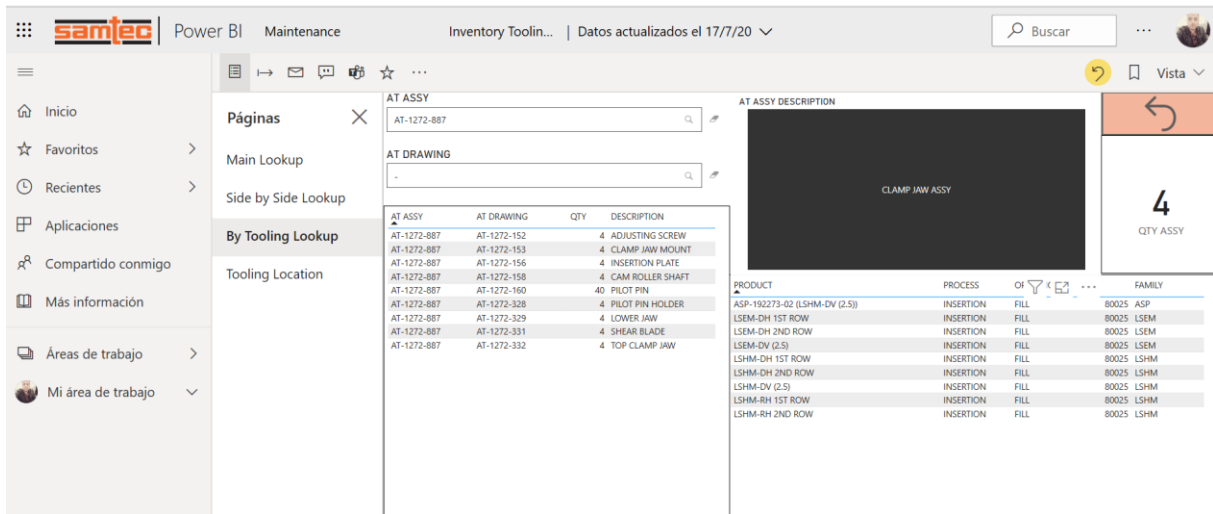 samtec Power BI Maintenance Inventory Toolin... | Datos actualizados el 17/7/20 Buscar ...
... Vista
Inicio
Favoritos
Recientes
Aplicaciones
Compartido conmigo
Más información
Áreas de trabajo
Mi área de trabajo
Páginas
Main Lookup
Side by Side Lookup
By Tooling Lookup
Tooling Location
AT ASSY
AT-1272-887
AT DRAWING
-
AT ASSY AT DRAWING QTY DESCRIPTION
AT-1272-887 AT-1272-152 4 ADJUSTING SCREW
AT-1272-887 AT-1272-153 4 CLAMP JAW MOUNT
AT-1272-887 AT-1272-156 4 INSERTION PLATE
AT-1272-887 AT-1272-158 4 CAM ROLLER SHAFT
AT-1272-887 AT-1272-160 40 PILOT PIN
AT-1272-887 AT-1272-328 4 PILOT PIN HOLDER
AT-1272-887 AT-1272-329 4 LOWER JAW
AT-1272-887 AT-1272-331 4 SHEAR BLADE
AT-1272-887 AT-1272-332 4 TOP CLAMP JAW
AT ASSY DESCRIPTION
CLAMP JAW ASSY
4
QTY ASSY
PRODUCT PROCESS ... FAMILY
ASP-192273-02 (LSHM-DV (2.5)) INSERTION FILL 80025 ASP
LSEM-DH 1ST ROW INSERTION FILL 80025 LSEM
LSEM-DH 2ND ROW INSERTION FILL 80025 LSEM
LSEM-DV (2.5) INSERTION FILL 80025 LSEM
LSHM-DH 1ST ROW INSERTION FILL 80025 LSHM
LSHM-DH 2ND ROW INSERTION FILL 80025 LSHM
LSHM-DV (2.5) INSERTION FILL 80025 LSHM
LSHM-RH 1ST ROW INSERTION FILL 80025 LSHM
LSHM-RH 2ND ROW INSERTION FILL 80025 LSHM